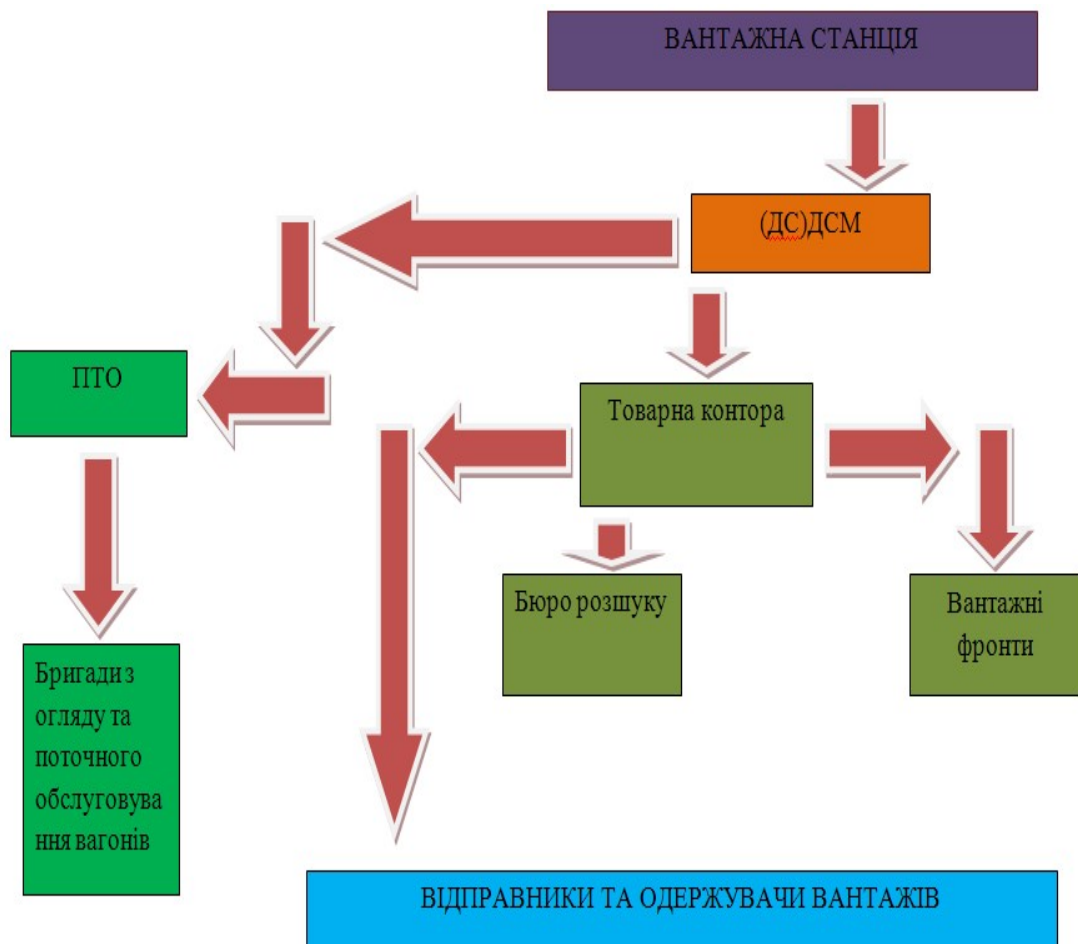 ВАНТАЖНА СТАНЦІЯ
(ДС)ДСМ
ПТО
Товарна контора
Бюро розшуку
Вантажні
фронти
Бригади з
огляду та
поточного
обслуговува
ння вагонів
ВІДПРАВНИКИ ТА ОДЕРЖУВАЧИ ВАНТАЖІВ